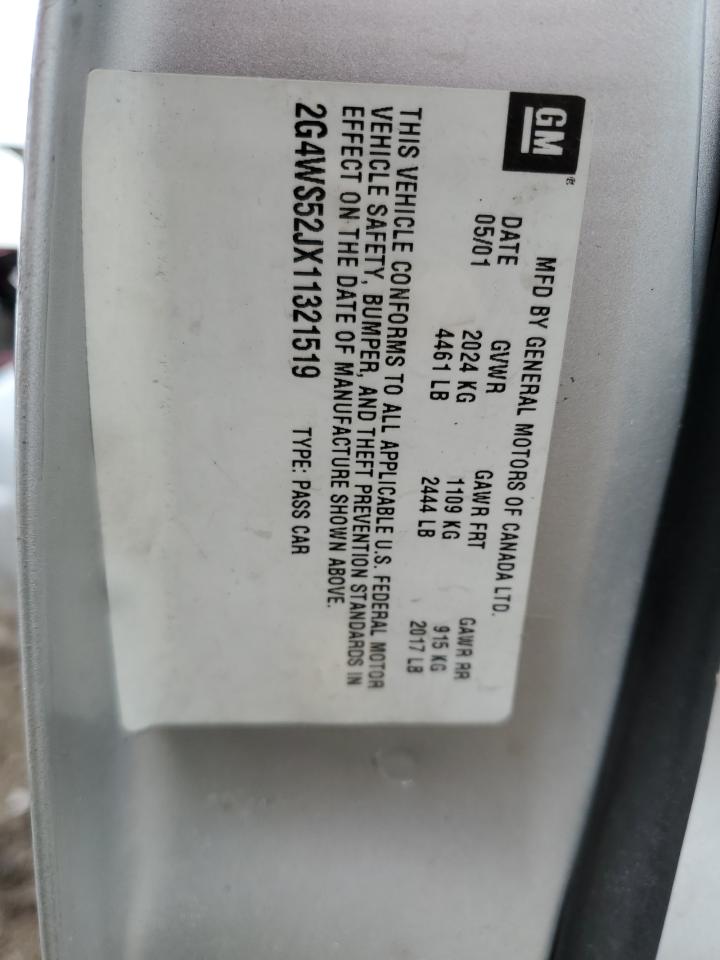 GM®
MFD BY GENERAL MOTORS OF CANADA LTD.
DATE GVWR GAWR FRT GAWR RR
05/01 2024 KG 1109 KG 915 KG
4461 LB 2444 LB 2017 LB
THIS VEHICLE CONFORMS TO ALL APPLICABLE U.S. FEDERAL MOTOR
VEHICLE SAFETY, BUMPER, AND THEFT PREVENTION STANDARDS IN
EFFECT ON THE DATE OF MANUFACTURE SHOWN ABOVE.
2G4WS52JX11321519 TYPE: PASS CAR